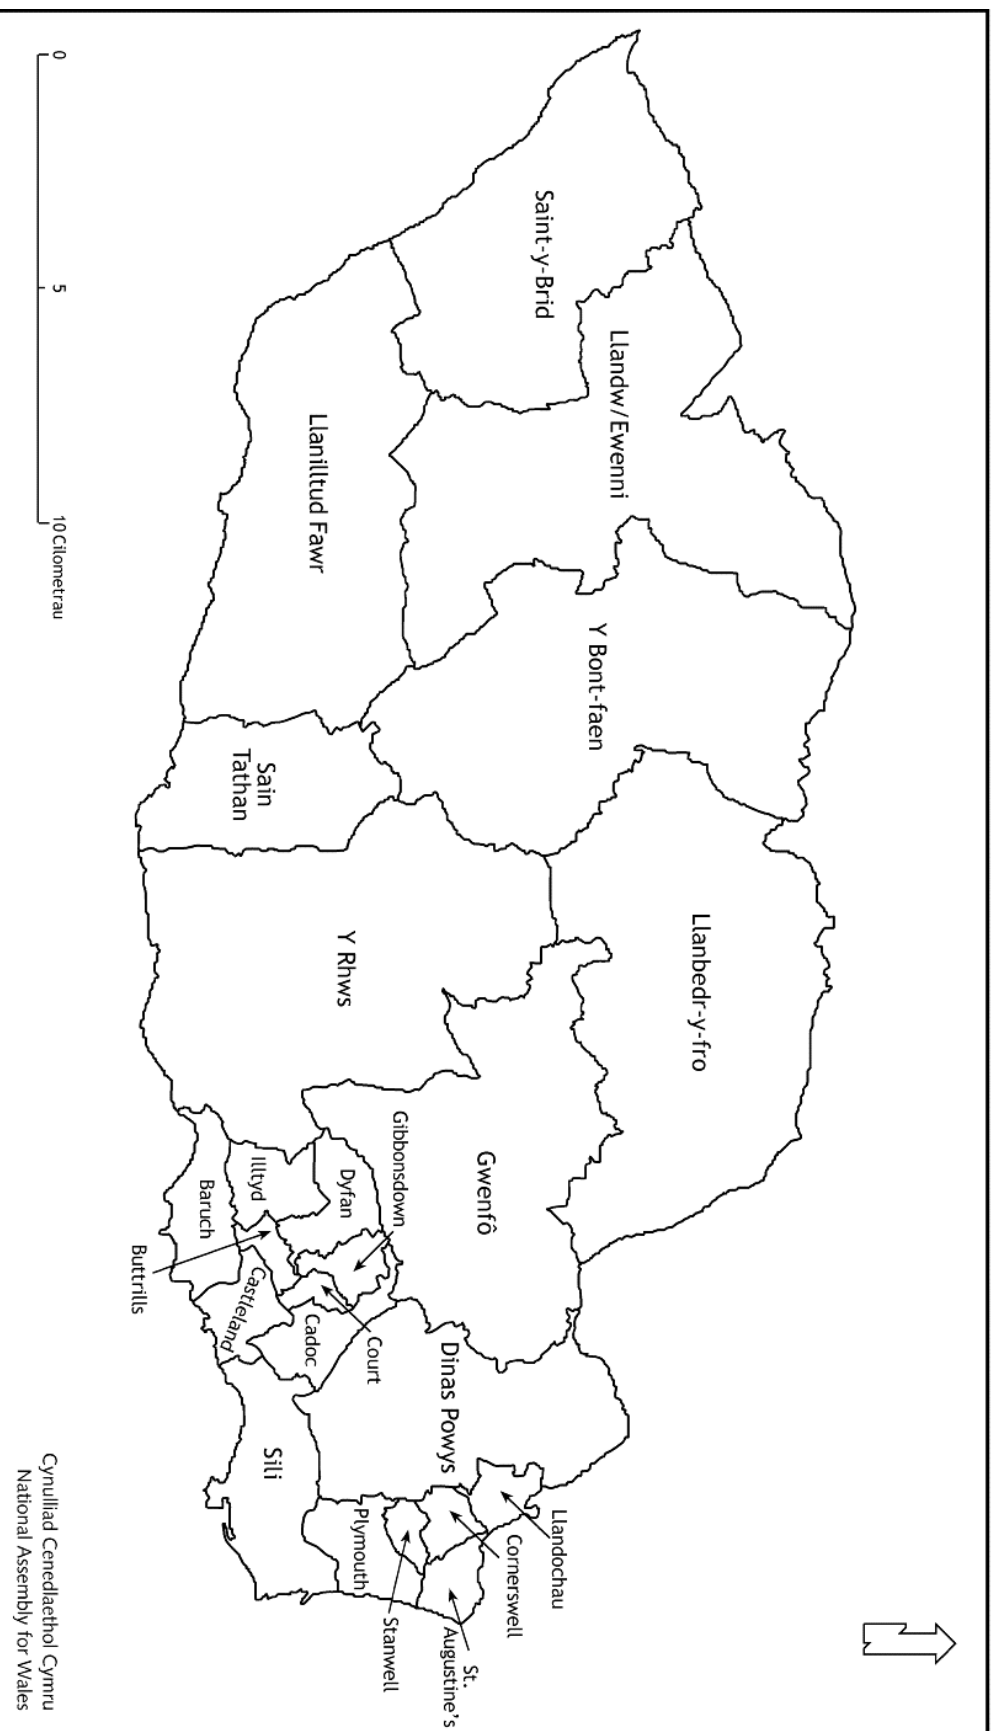 Saint-y-Brid
Llandw/Ewenni
Llanilltud Fawr
Y Bont-faen
Sain
Tathan
Llanbedr-y-fro
Y Rhws
Gwenfô
Gibbonsdown
Dyfan
Illtyd
Baruch
Buttrills
Castleland
Cadoc
Court
Dinas Powys
Sili
Plymouth
Llandochau
Cornerswell
Stanwell
St.
Augustine's
0 5 10 Cilometrau
Cynulliad Cenedlaethol Cymru
National Assembly for Wales